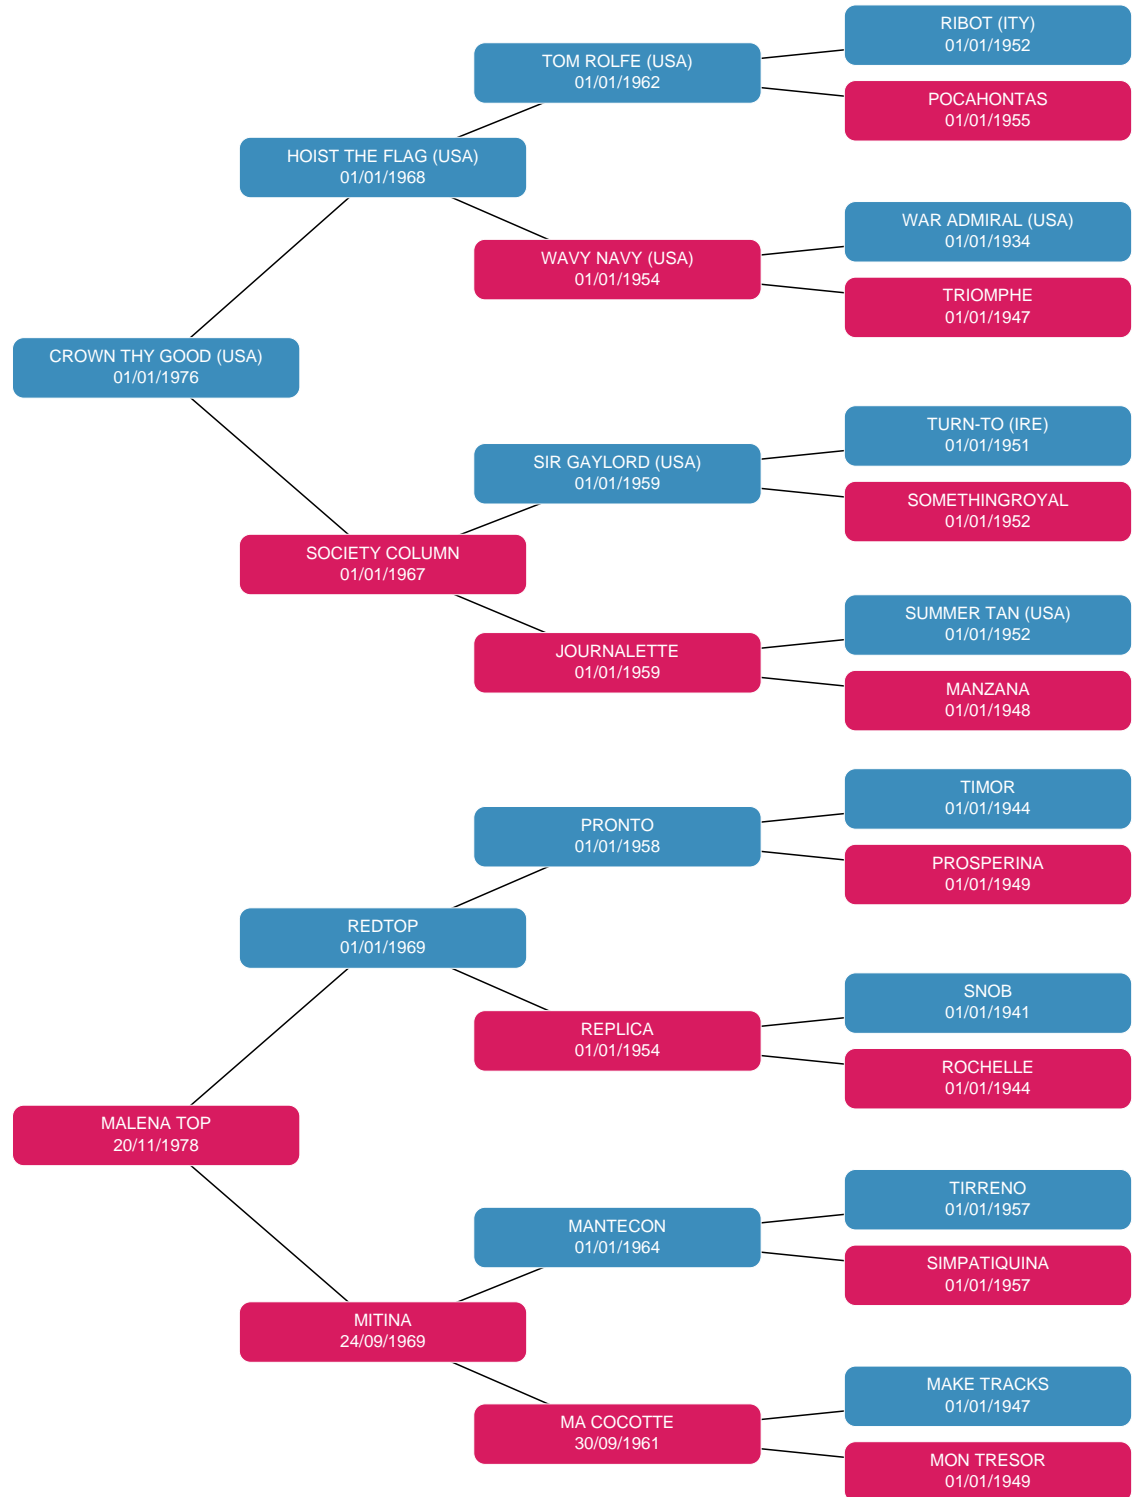 RIBOT (ITY)
01/01/1952
TOM ROLFE (USA)
01/01/1962
POCAHONTAS
01/01/1955
HOIST THE FLAG (USA)
01/01/1968
WAR ADMIRAL (USA)
01/01/1934
WAVY NAVY (USA)
01/01/1954
TRIOMPHE
01/01/1947
CROWN THY GOOD (USA)
01/01/1976
TURN-TO (IRE)
01/01/1951
SIR GAYLORD (USA)
01/01/1959
SOMETHINGROYAL
01/01/1952
SOCIETY COLUMN
01/01/1967
SUMMER TAN (USA)
01/01/1952
JOURNALETTE
01/01/1959
MANZANA
01/01/1948
TIMOR
01/01/1944
PRONTO
01/01/1958
PROSPERINA
01/01/1949
REDTOP
01/01/1969
SNOB
01/01/1941
REPLICA
01/01/1954
ROCHELLE
01/01/1944
MALENA TOP
20/11/1978
TIRRENO
01/01/1957
MANTECON
01/01/1964
SIMPATIQUINA
01/01/1957
MITINA
24/09/1969
MAKE TRACKS
01/01/1947
MA COCOTTE
30/09/1961
MON TRESOR
01/01/1949